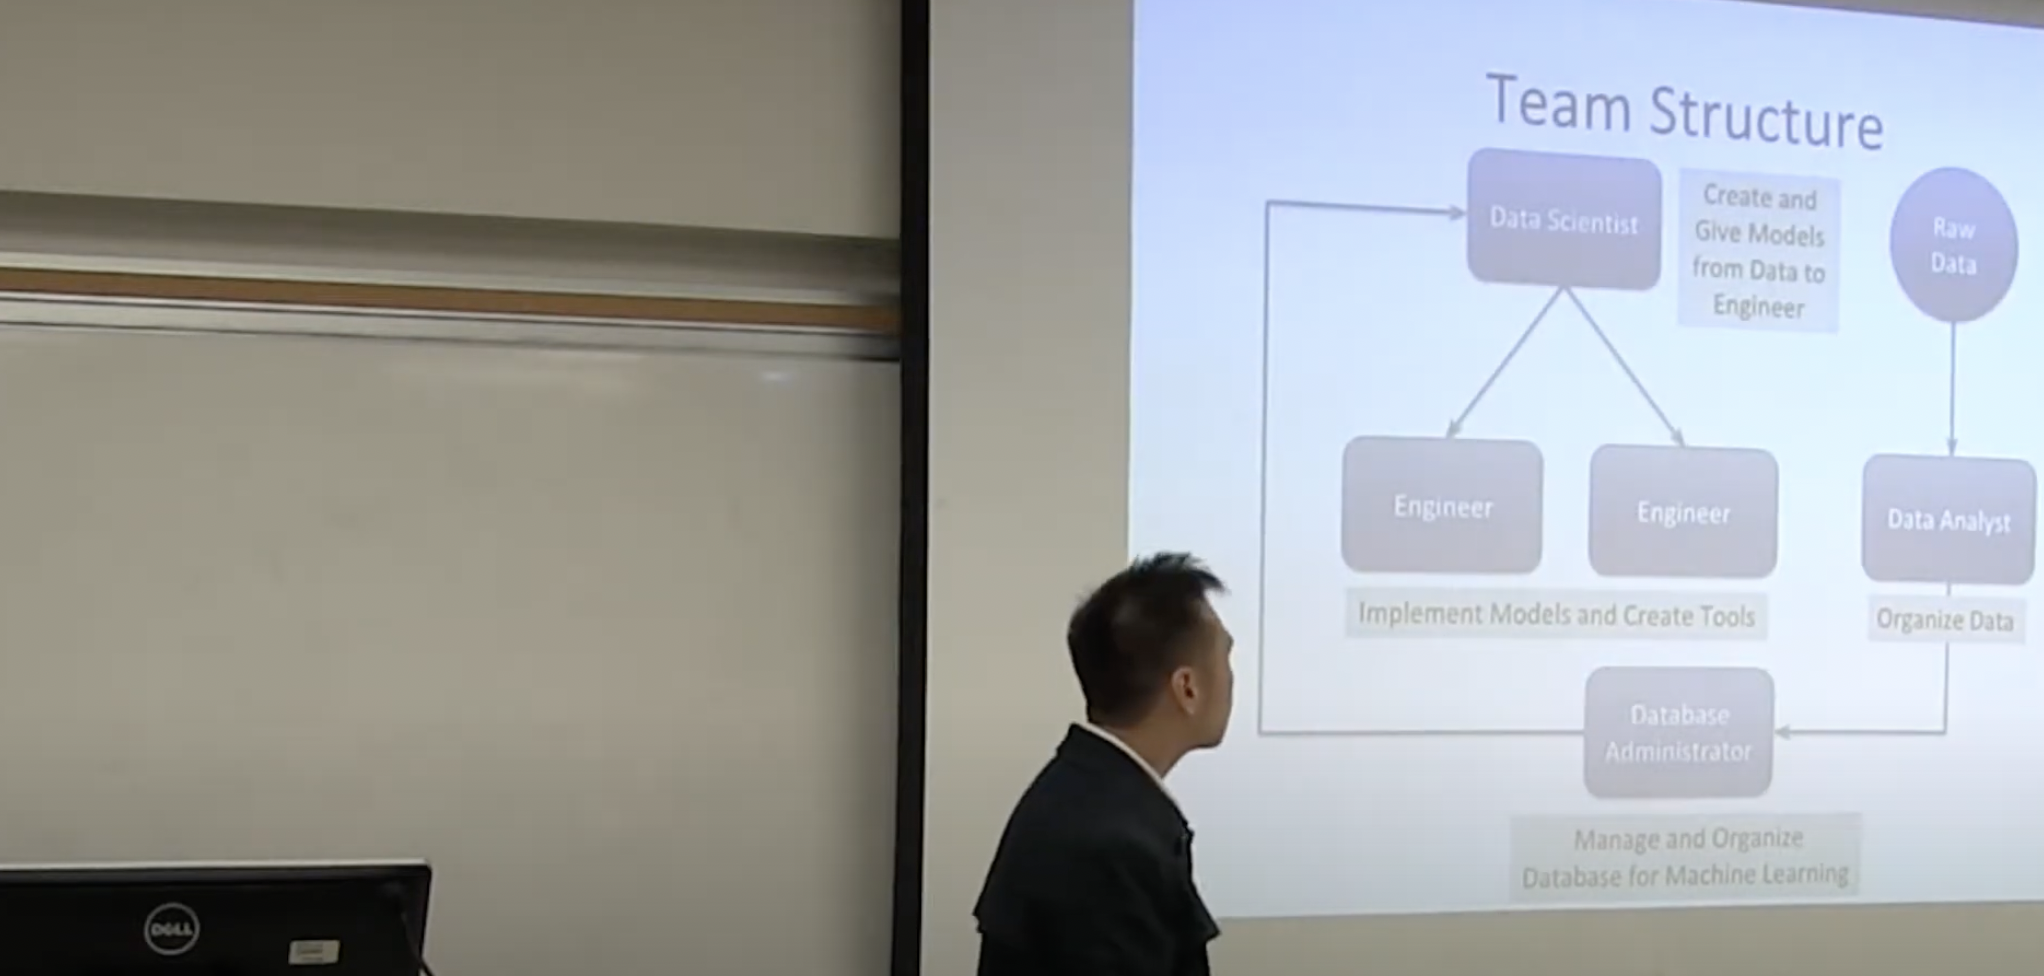 Team Structure
Data Scientist
Create and
Give Models
from Data to
Engineer
Raw
Data
Engineer
Engineer
Data Analyst
Implement Models and Create Tools
Organize Data
Database
Administrator
Manage and Organize
Database for Machine Learning
DELL